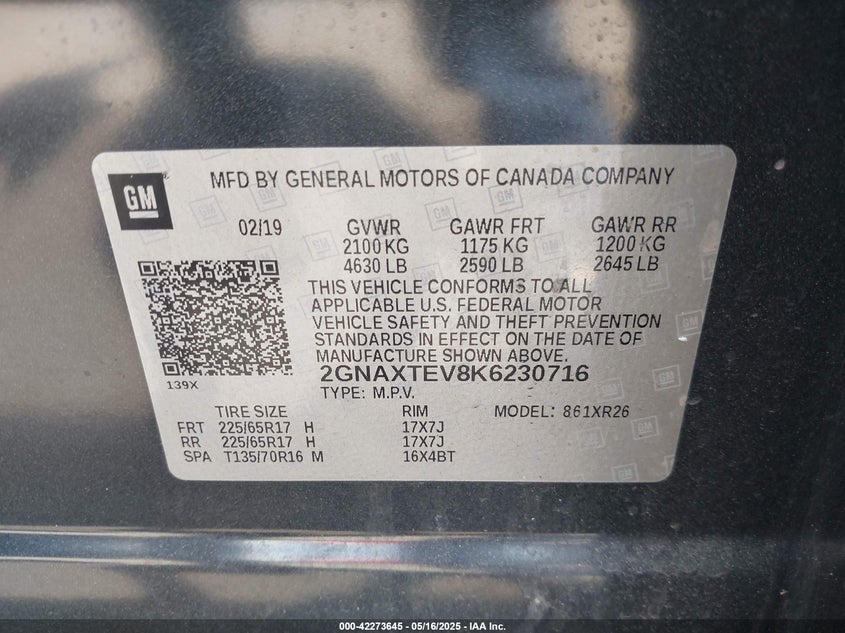 GM
MFD BY GENERAL MOTORS OF CANADA COMPANY
02/19 GVWR GAWR FRT GAWR RR
2100 KG 1175 KG 1200 KG
4630 LB 2590 LB 2645 LB
THIS VEHICLE CONFORMS TO ALL
APPLICABLE U.S. FEDERAL MOTOR
VEHICLE SAFETY AND THEFT PREVENTION
STANDARDS IN EFFECT ON THE DATE OF
MANUFACTURE SHOWN ABOVE.
139X
2GNAXTEV8K6230716
TYPE: M.P.V.
TIRE SIZE RIM MODEL: 861XR26
FRT 225/65R17 H 17X7J
RR 225/65R17 H 17X7J
SPA T135/70R16 M 16X4BT
000-42273645 - 05/16/2025 - IAA Inc.